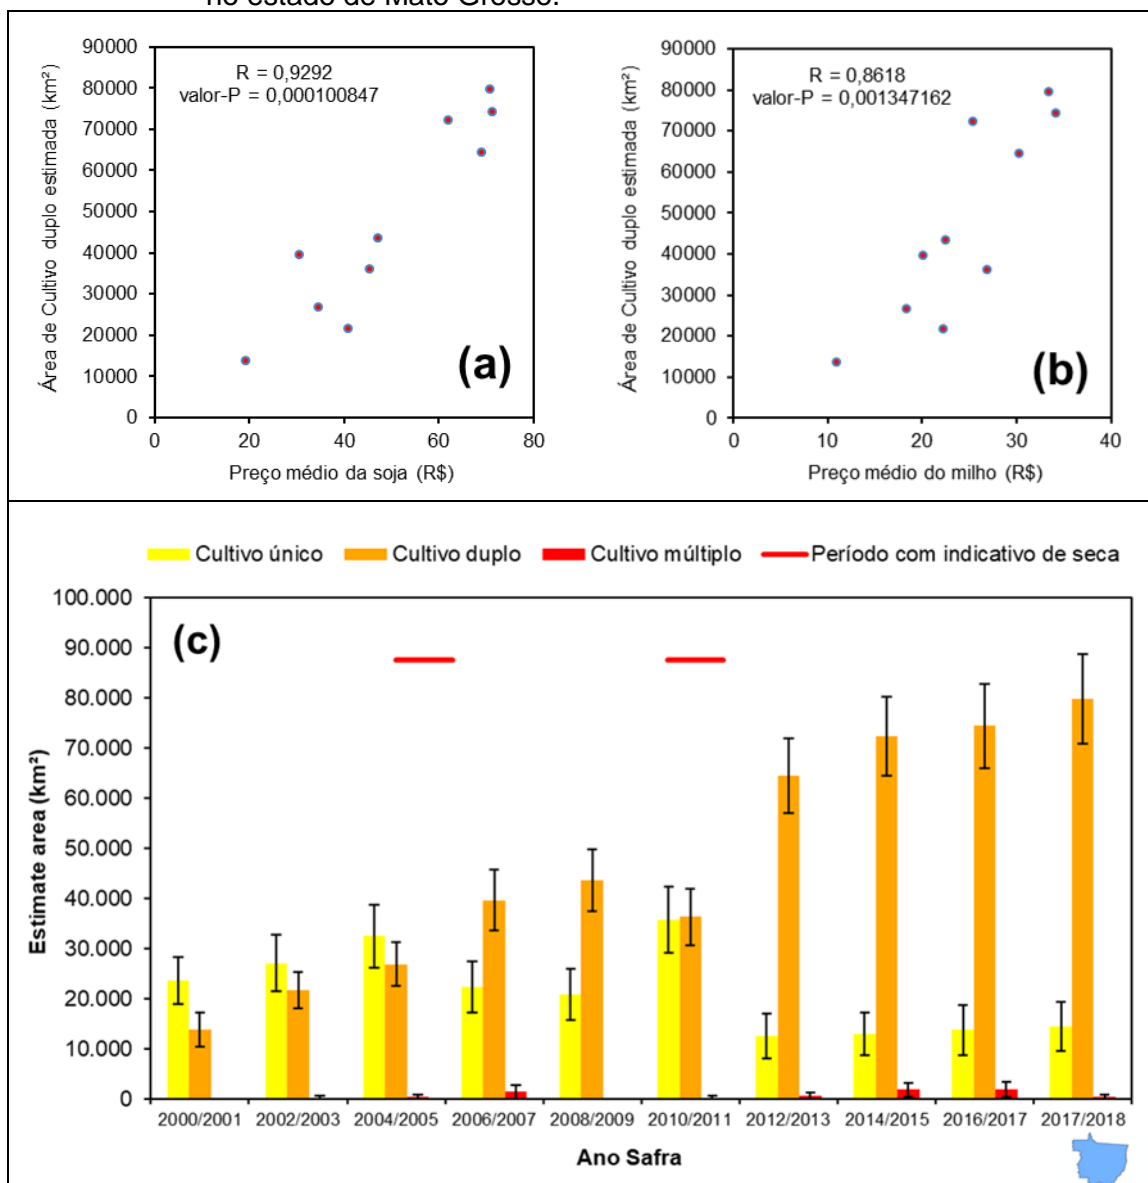 no estado de Mato Grosso.
R = 0,9292
valor-P = 0,000100847
Área de Cultivo duplo estimada (km²)
90000
80000
70000
60000
50000
40000
30000
20000
10000
0
0 20 40 60 80
Preço médio da soja (R$)
(a)
R = 0,8618
valor-P = 0,001347162
Área de Cultivo duplo estimada (km²)
90000
80000
70000
60000
50000
40000
30000
20000
10000
0
0 10 20 30 40
Preço médio do milho (R$)
(b)
Cultivo único Cultivo duplo Cultivo múltiplo Período com indicativo de seca
(c)
Estimate area (km²)
100.000
90.000
80.000
70.000
60.000
50.000
40.000
30.000
20.000
10.000
0
2000/2001 2002/2003 2004/2005 2006/2007 2008/2009 2010/2011 2012/2013 2014/2015 2016/2017 2017/2018
Ano Safra